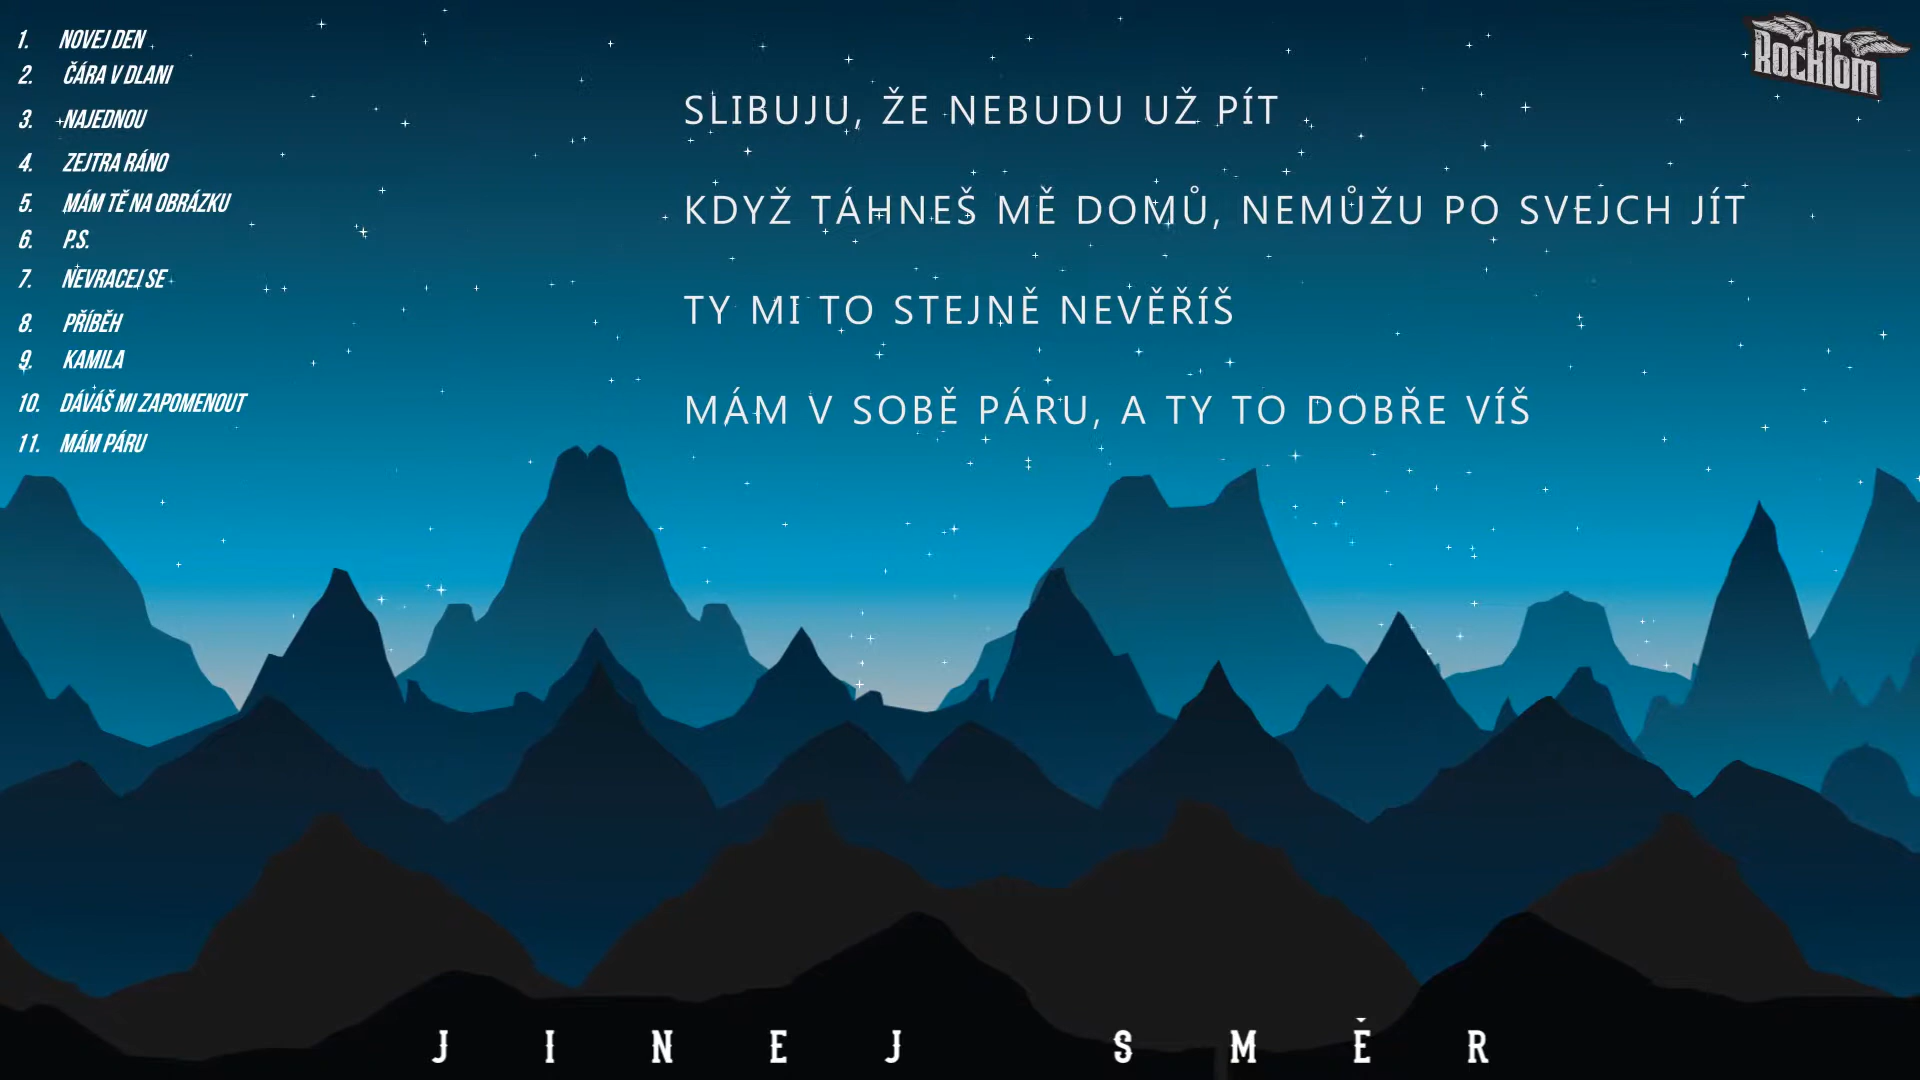 1. NOVEJ DEN
2. ČÁRA V DLANI
3. NAJEDNOU
4. ZEJTRA RÁNO
5. MÁM TĚ NA OBRÁZKU
6. P.S.
7. NEVRACEJ SE
8. PŘÍBĚH
9. KAMILA
10. DÁVÁŠ MI ZAPOMENOUT
11. MÁM PÁRU
RockTom
SLIBUJU, ŽE NEBUDU UŽ PÍT
KDYŽ TÁHNEŠ MĚ DOMŮ, NEMŮŽU PO SVEJCH JÍT
TY MI TO STEJNĚ NEVĚŘÍŠ
MÁM V SOBĚ PÁRU, A TY TO DOBŘE VÍŠ
JINEJ SMĚR